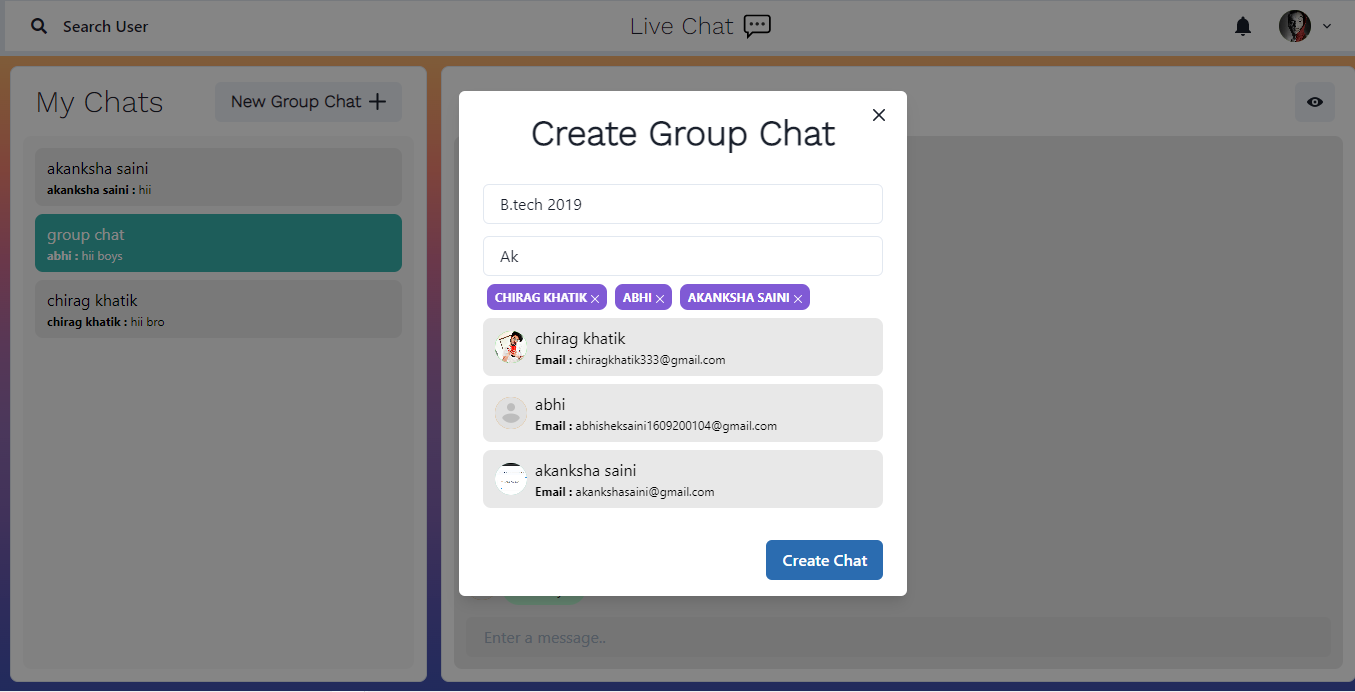 Search User
Live Chat
My Chats
New Group Chat +
akanksha saini
akanksha saini : hii
group chat
abhi : hii boys
chirag khatik
chirag khatik : hii bro
Create Group Chat
B.tech 2019
Ak
CHIRAG KHATIK × ABHI × AKANKSHA SAINI ×
chirag khatik
Email : chiragkhatik333@gmail.com
abhi
Email : abhisheksaini1609200104@gmail.com
akanksha saini
Email : akankshasaini@gmail.com
Create Chat
Enter a message..